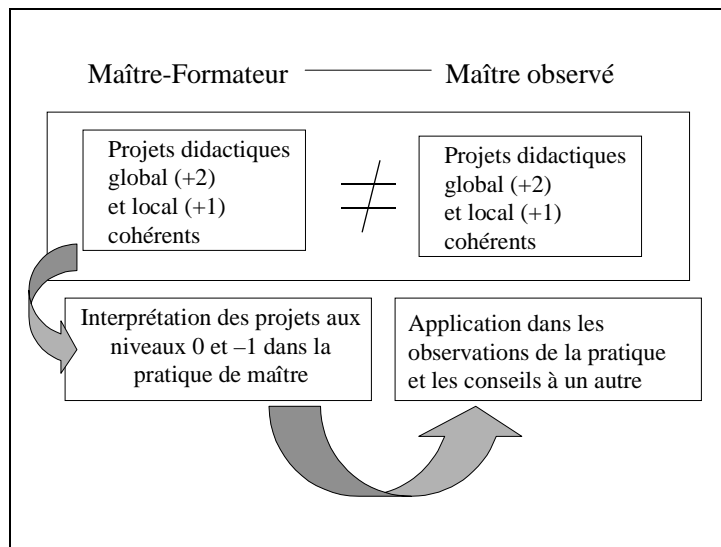 Maître-Formateur Maître observé
Projets didactiques
global (+2)
et local (+1)
cohérents
≠
Projets didactiques
global (+2)
et local (+1)
cohérents
Interprétation des projets aux
niveaux 0 et –1 dans la
pratique de maître
Application dans les
observations de la pratique
et les conseils à un autre